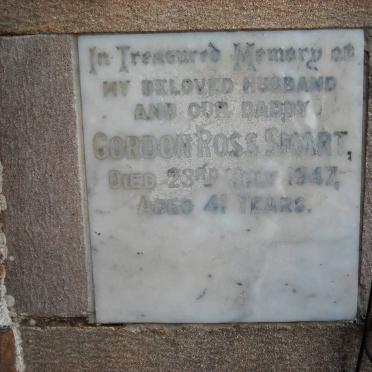 In Treasured Memory of
MY BELOVED HUSBAND
AND OUR DADDY
GORDON ROSS SMART,
DIED 23RD JULY 1947,
AGED 41 YEARS.